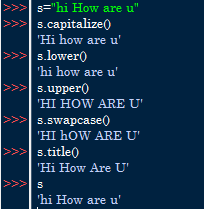 >>> s="hi How are u"
>>> s.capitalize()
'Hi how are u'
>>> s.lower()
'hi how are u'
>>> s.upper()
'HI HOW ARE U'
>>> s.swapcase()
'HI hOW ARE U'
>>> s.title()
'Hi How Are U'
>>> s
'hi How are u'